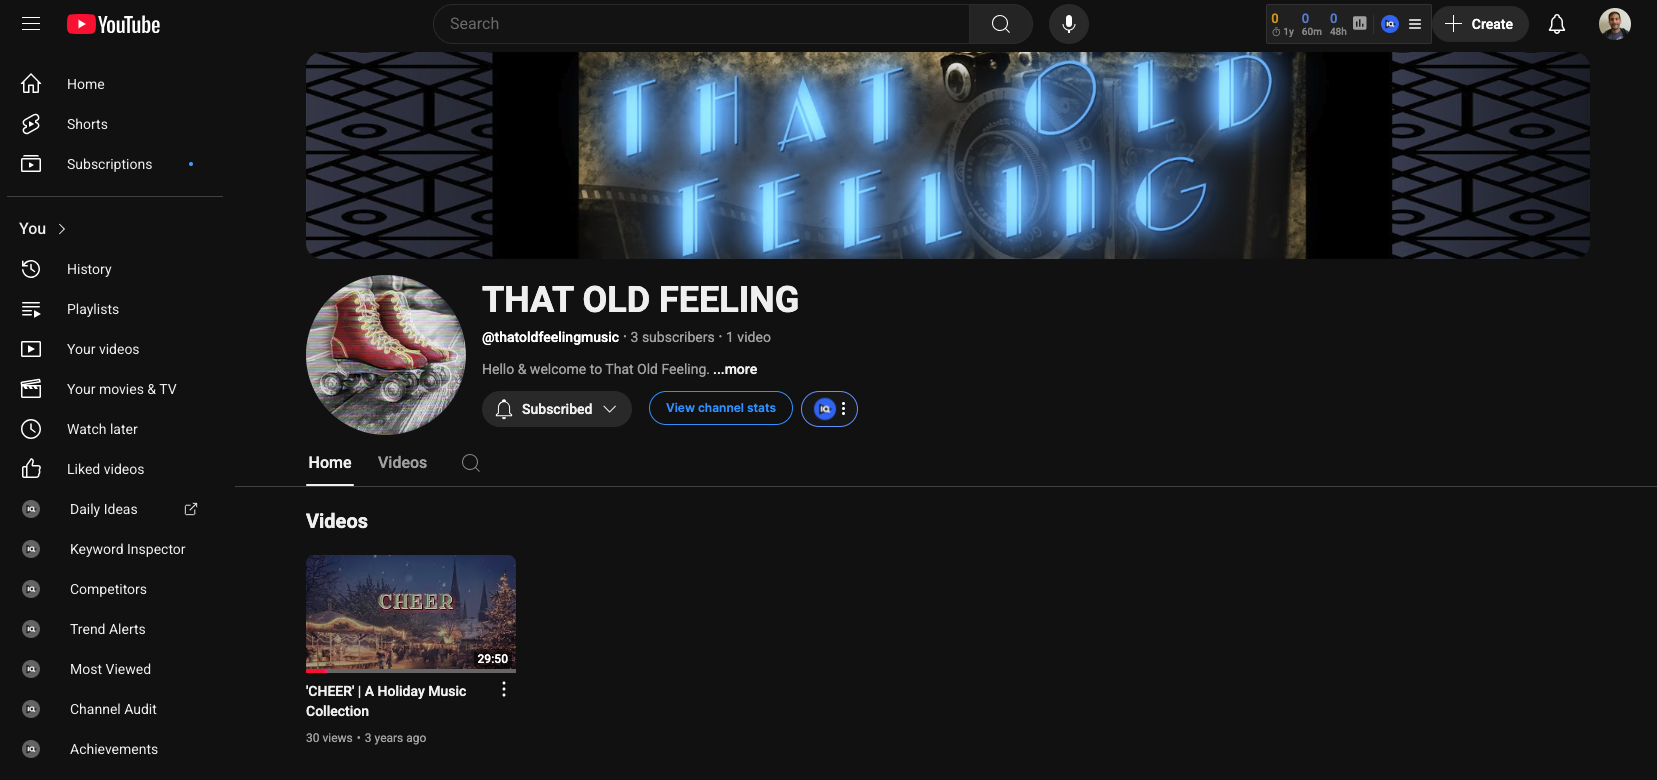 YouTube
Search
0 0 0
1y 60m 48h
Create
Home
Shorts
Subscriptions
You
History
Playlists
Your videos
Your movies & TV
Watch later
Liked videos
Daily Ideas
Keyword Inspector
Competitors
Trend Alerts
Most Viewed
Channel Audit
Achievements
THAT OLD
FEELING
THAT OLD FEELING
@thatoldfeelingmusic · 3 subscribers · 1 video
Hello & welcome to That Old Feeling. ...more
Subscribed View channel stats
Home Videos
Videos
CHEER
29:50
'CHEER' | A Holiday Music
Collection
30 views • 3 years ago